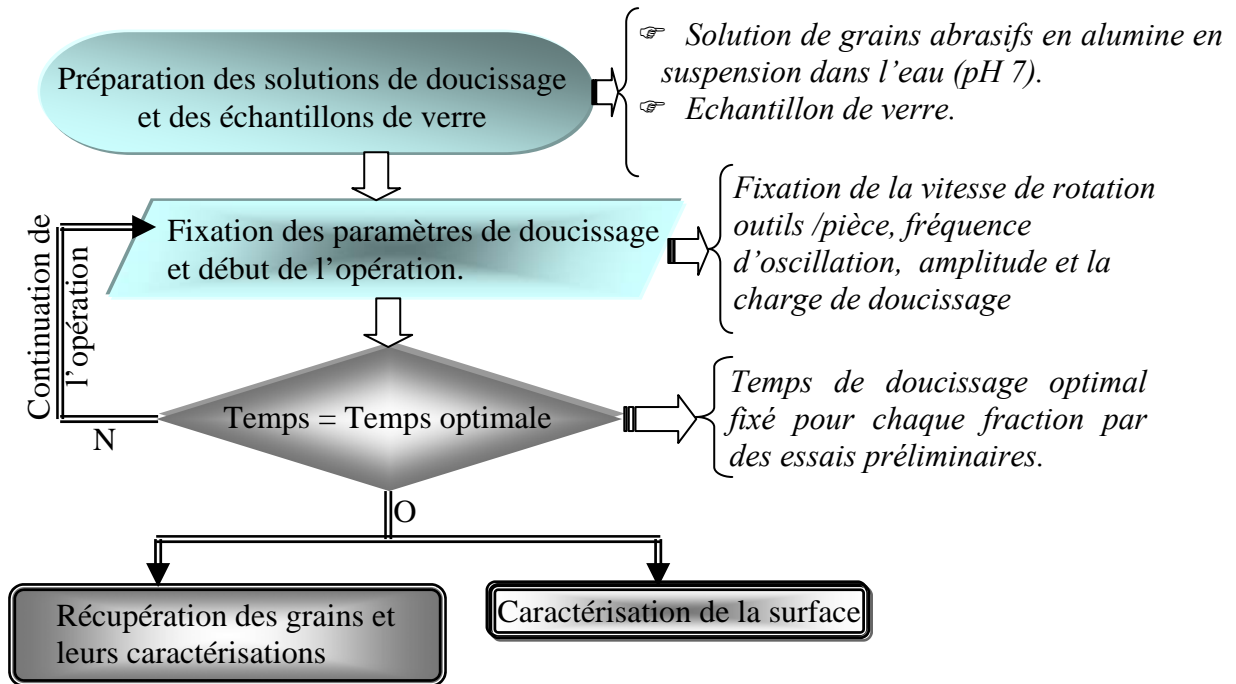 Préparation des solutions de doucissage
et des échantillons de verre
☞ Solution de grains abrasifs en alumine en
suspension dans l’eau (pH 7).
☞ Echantillon de verre.
Fixation des paramètres de doucissage
et début de l’opération.
Fixation de la vitesse de rotation
outils /pièce, fréquence
d’oscillation, amplitude et la
charge de doucissage
Continuation de
l’opération
Temps = Temps optimale
N
Temps de doucissage optimal
fixé pour chaque fraction par
des essais préliminaires.
O
Récupération des grains et
leurs caractérisations
Caractérisation de la surface